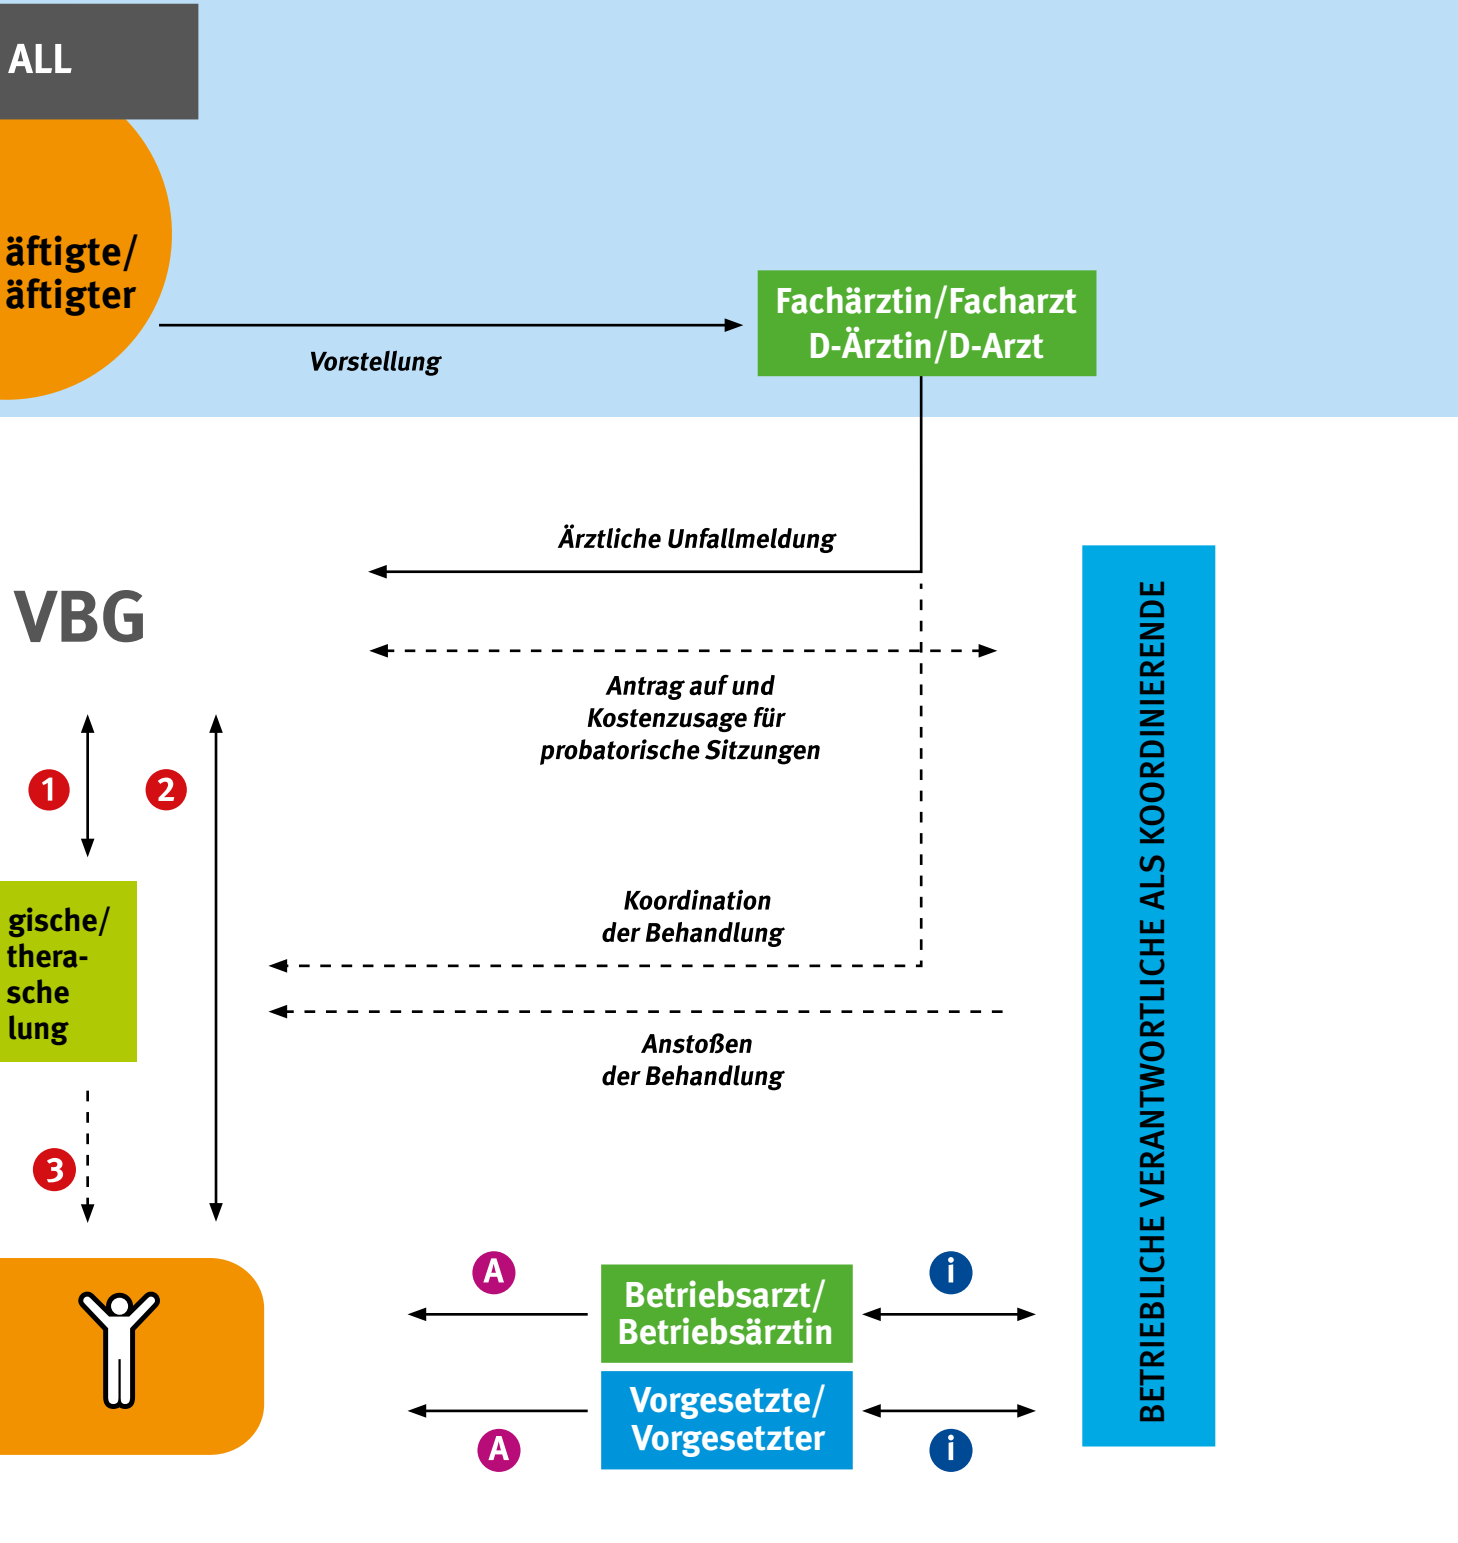 ALL
äftigte/
äftigter
Fachärztin/Facharzt
D-Ärztin/D-Arzt
Vorstellung
Ärztliche Unfallmeldung
VBG
Antrag auf und
Kostenzusage für
probatorische Sitzungen
1
2
gische/
thera-
sche
lung
Koordination
der Behandlung
Anstoßen
der Behandlung
3
BETRIEBLICHE VERANTWORTLICHE ALS KOORDINIERENDE
A
Betriebsarzt/
Betriebsärztin
i
Vorgesetzte/
Vorgesetzter
A
i